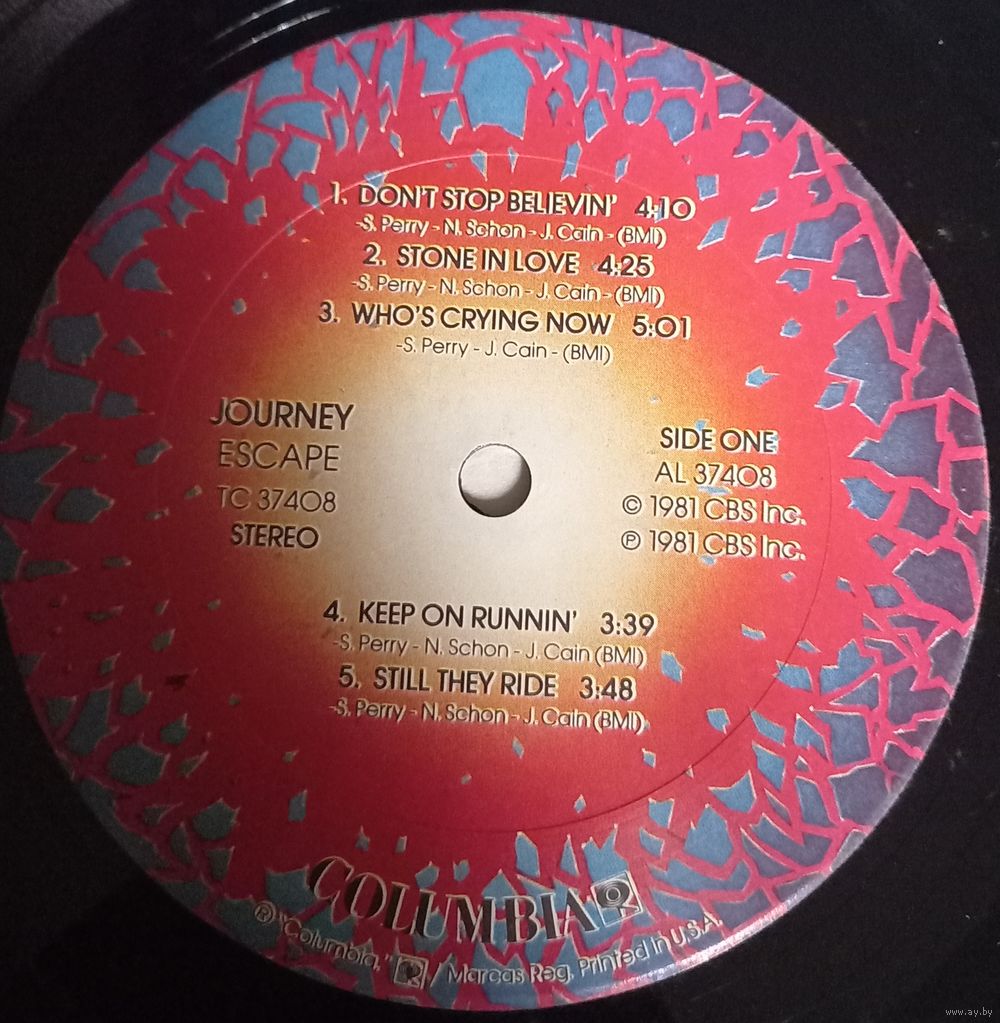 1. DON'T STOP BELIEVIN' 4:10
-S. Perry - N. Schon - J. Cain - (BMI)
2. STONE IN LOVE 4:25
-S. Perry - N. Schon - J. Cain - (BMI)
3. WHO'S CRYING NOW 5:01
-S. Perry - J. Cain - (BMI)
JOURNEY
ESCAPE
TC 37408
STEREO
SIDE ONE
AL 37408
© 1981 CBS Inc.
℗ 1981 CBS Inc.
4. KEEP ON RUNNIN' 3:39
-S. Perry - N. Schon - J. Cain (BMI)
5. STILL THEY RIDE 3:48
-S. Perry - N. Schon - J. Cain (BMI)
COLUMBIA
® "Columbia," / Marcas Reg. Printed in U.S.A.
www.ay.by